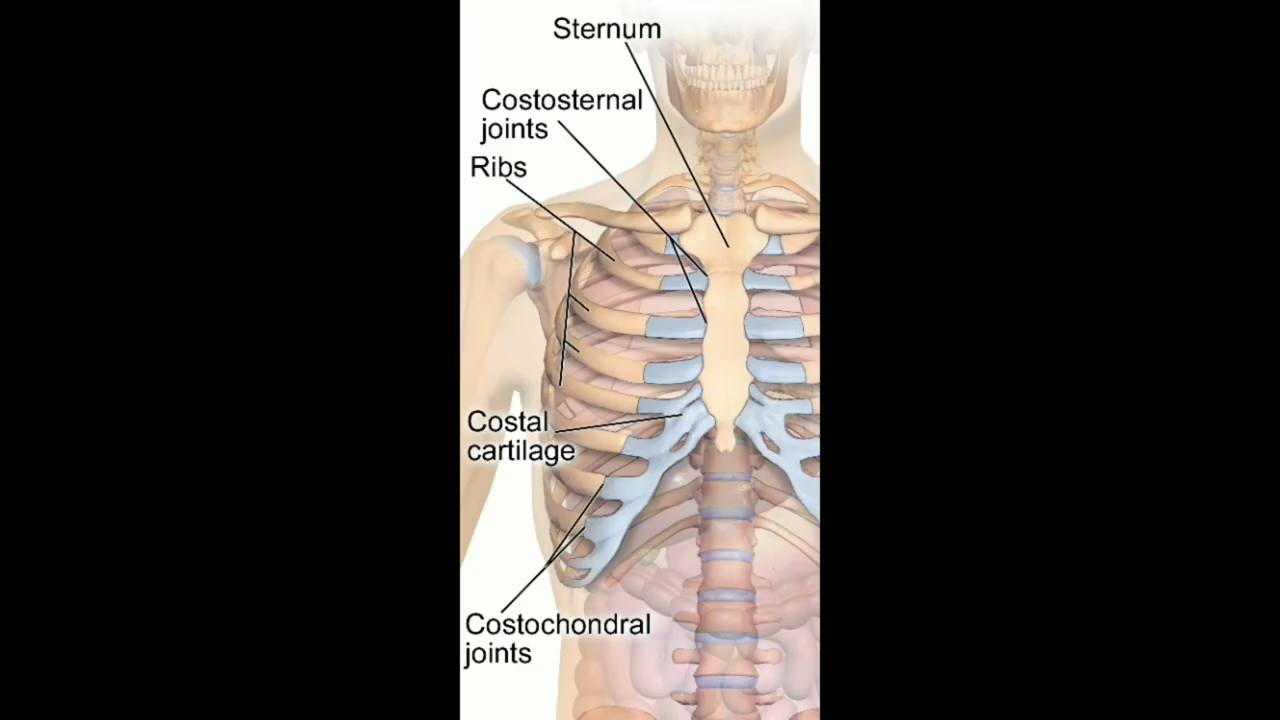 Sternum
Costosternal
joints
Ribs
Costal
cartilage
Costochondral
joints